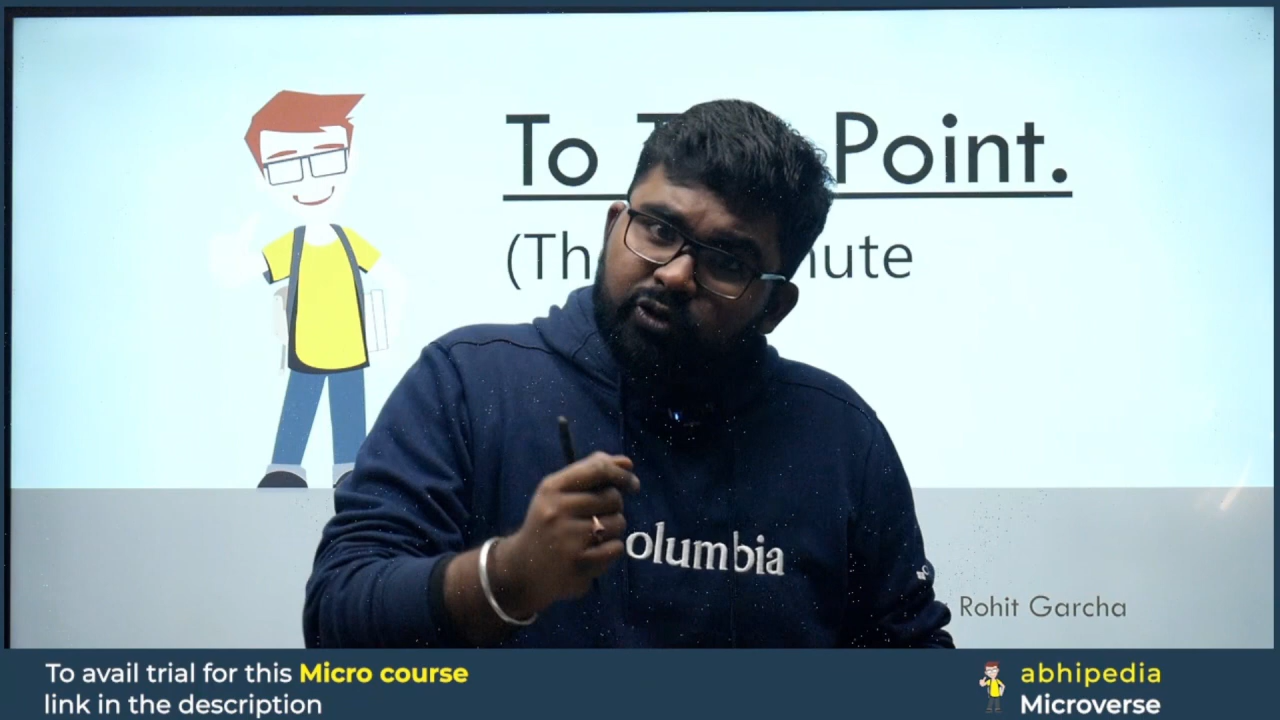 To Point.
(Th nute
olumbia
Rohit Garcha
To avail trial for this Micro course
link in the description
abhipedia
Microverse